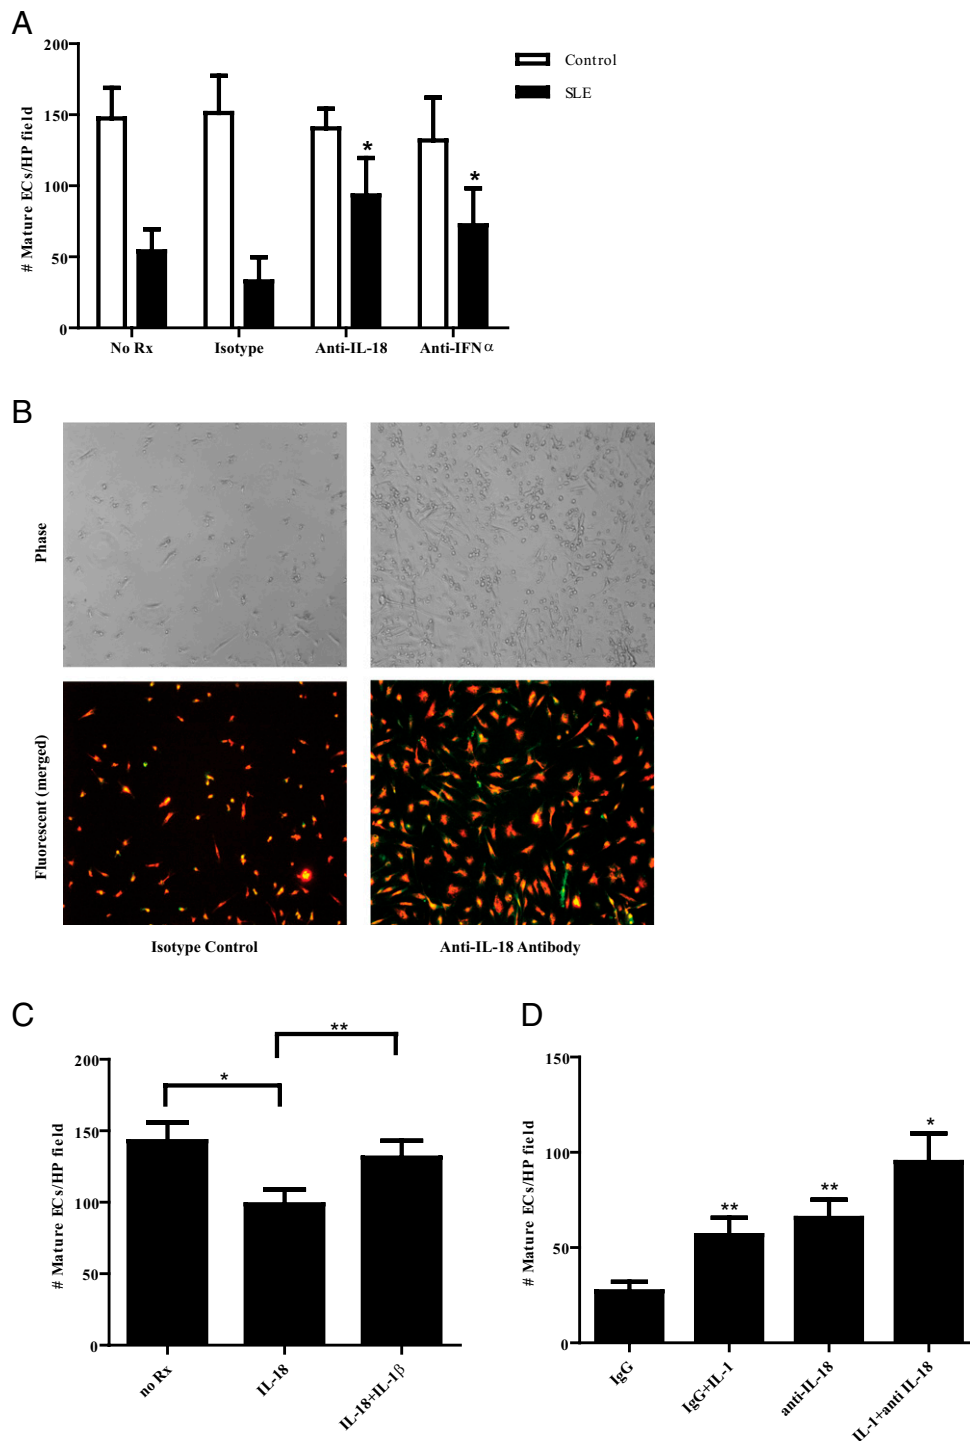 A
200
150
100
50
0
# Mature ECs/HP field
Control
SLE
*
*
No Rx
Isotype
Anti-IL-18
Anti-IFNα
B
Phase
Fluorescent (merged)
Isotype Control
Anti-IL-18 Antibody
C
200
150
100
50
0
# Mature ECs/HP field
*
**
no Rx
IL-18
IL-18+IL-1β
D
150
100
50
0
# Mature ECs/HP field
**
**
*
IgG
IgG+IL-1
anti-IL-18
IL-1+anti IL-18